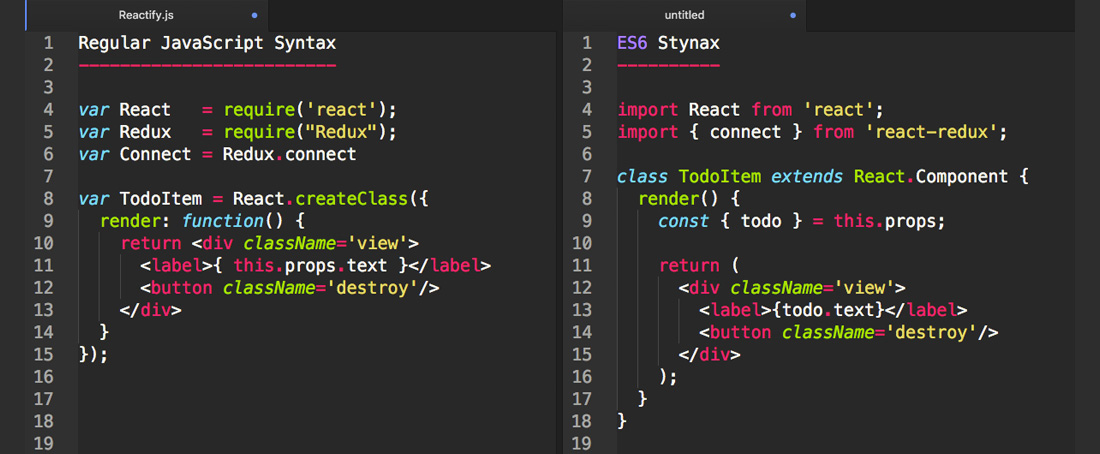 Reactify.js
untitled
1 Regular JavaScript Syntax
2 -------------------------
3
4 var React   = require('react');
5 var Redux   = require("Redux");
6 var Connect = Redux.connect
7
8 var TodoItem = React.createClass({
9   render: function() {
10     return <div className='view'>
11       <label>{ this.props.text }</label>
12       <button className='destroy'/>
13     </div>
14   }
15 });
16
17
18
19
1 ES6 Stynax
2 ----------
3
4 import React from 'react';
5 import { connect } from 'react-redux';
6
7 class TodoItem extends React.Component {
8   render() {
9     const { todo } = this.props;
10
11     return (
12       <div className='view'>
13         <label>{todo.text}</label>
14         <button className='destroy'/>
15       </div>
16     );
17   }
18 }
19